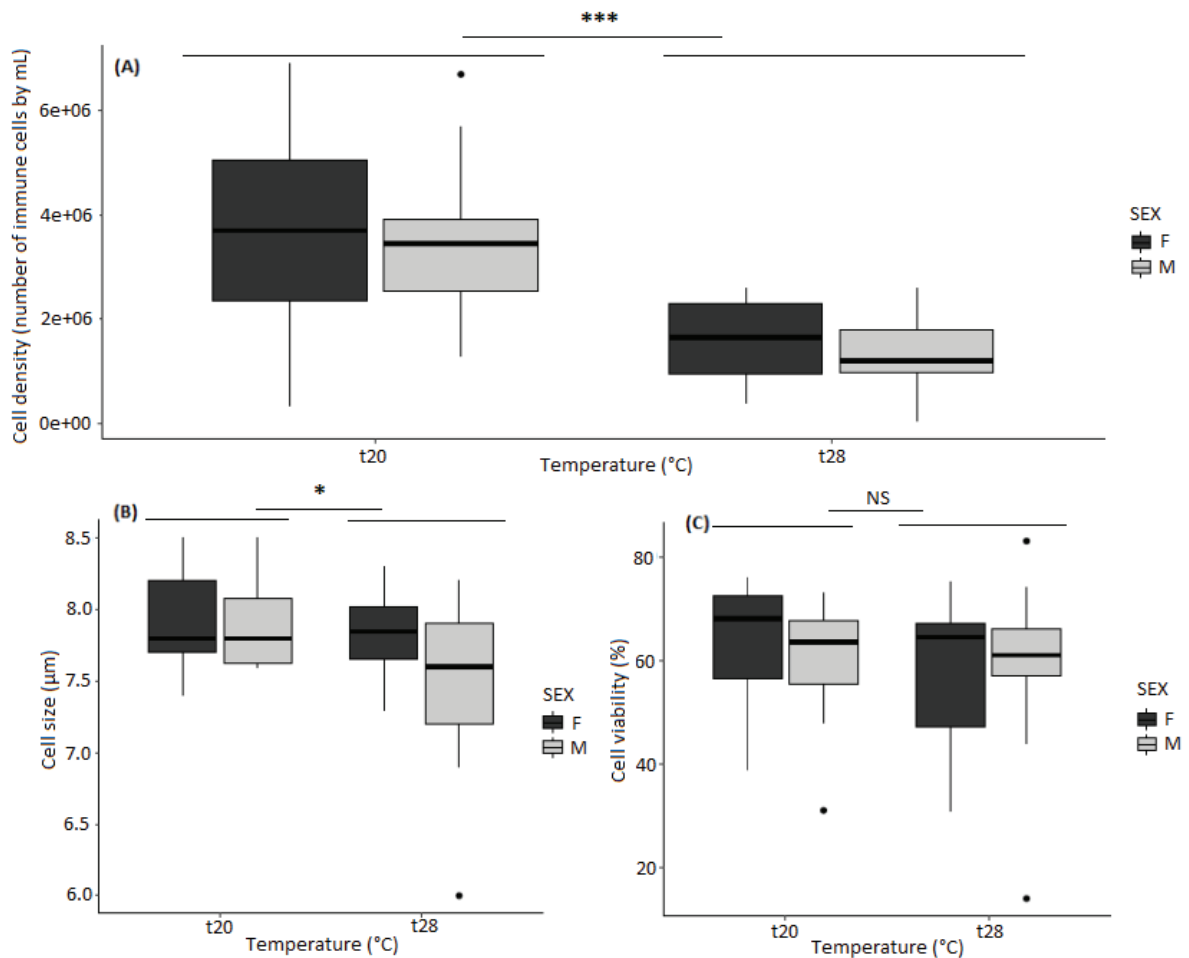 ***
(A)
Cell density (number of immune cells by mL)
6e+06
4e+06
2e+06
0e+00
SEX
F
M
t20
t28
Temperature (°C)
(B)
*
Cell size (µm)
8.5
8.0
7.5
7.0
6.5
6.0
SEX
F
M
t20
t28
Temperature (°C)
(C)
NS
Cell viability (%)
80
60
40
20
SEX
F
M
t20
t28
Temperature (°C)